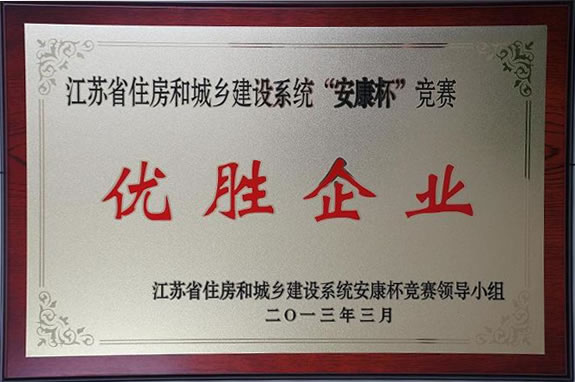 江苏省住房和城乡建设系统“安康杯”竞赛
优胜企业
江苏省住房和城乡建设系统安康杯竞赛领导小组
二〇一三年三月